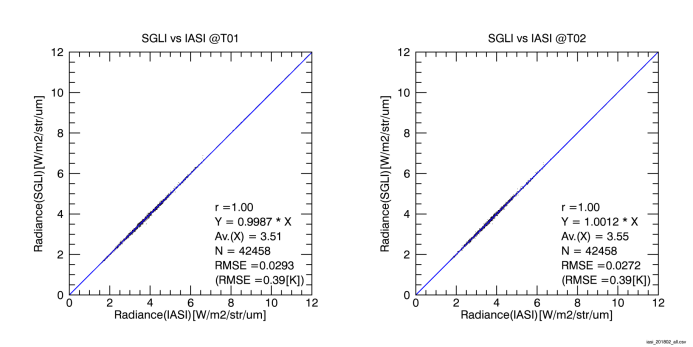 SGLI vs IASI @T01
12
10
8
6
4
2
0
0 2 4 6 8 10 12
Radiance(SGLI)[W/m2/str/um]
Radiance(IASI)[W/m2/str/um]
r =1.00
Y = 0.9987 * X
Av.(X) = 3.51
N = 42458
RMSE =0.0293
(RMSE =0.39[K])
SGLI vs IASI @T02
12
10
8
6
4
2
0
0 2 4 6 8 10 12
Radiance(SGLI)[W/m2/str/um]
Radiance(IASI)[W/m2/str/um]
r =1.00
Y = 1.0012 * X
Av.(X) = 3.55
N = 42458
RMSE =0.0272
(RMSE =0.39[K])